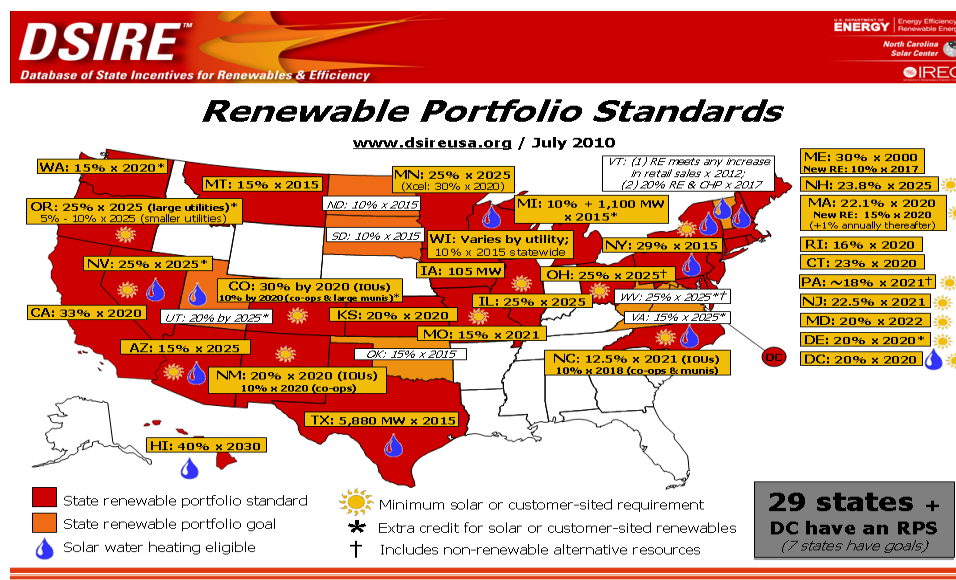 DSIRE™
Database of State Incentives for Renewables & Efficiency
U.S. DEPARTMENT OF
ENERGY
Energy Efficiency
North Carolina
Solar Center
IREC
Renewable Portfolio Standards
www.dsireusa.org / July 2010
WA: 15% x 2020*
MT: 15% x 2015
MN: 25% x 2025
(Xcel: 30% x 2020)
VT: (1) RE meets any increase
in retail sales x 2012;
(2) 20% RE & CHP x 2017
ME: 30% x 2000
New RE: 10% x 2017
NH: 23.8% x 2025
MA: 22.1% x 2020
New RE: 15% x 2020
(+1% annually thereafter)
RI: 16% x 2020
CT: 23% x 2020
PA: ~18% x 2021†
NJ: 22.5% x 2021
MD: 20% x 2022
DE: 20% x 2020*
DC: 20% x 2020
OR: 25% x 2025 (large utilities)*
5% - 10% x 2025 (smaller utilities)
ND: 10% x 2015
MI: 10% + 1,100 MW
x 2015*
SD: 10% x 2015
WI: Varies by utility;
10% x 2015 statewide
NY: 29% x 2015
NV: 25% x 2025*
IA: 105 MW
OH: 25% x 2025†
CO: 30% by 2020 (IOUs)
10% by 2020 (co-ops & large munis)*
IL: 25% x 2025
WV: 25% x 2025*†
CA: 33% x 2020
UT: 20% by 2025*
KS: 20% x 2020
VA: 15% x 2025*
MO: 15% x 2021
AZ: 15% x 2025
OK: 15% x 2015
DC
NC: 12.5% x 2021 (IOUs)
10% x 2018 (co-ops & munis)
NM: 20% x 2020 (IOUs)
10% x 2020 (co-ops)
TX: 5,880 MW x 2015
HI: 40% x 2030
State renewable portfolio standard
State renewable portfolio goal
Solar water heating eligible
Minimum solar or customer-sited requirement
* Extra credit for solar or customer-sited renewables
† Includes non-renewable alternative resources
29 states +
DC have an RPS
(7 states have goals)